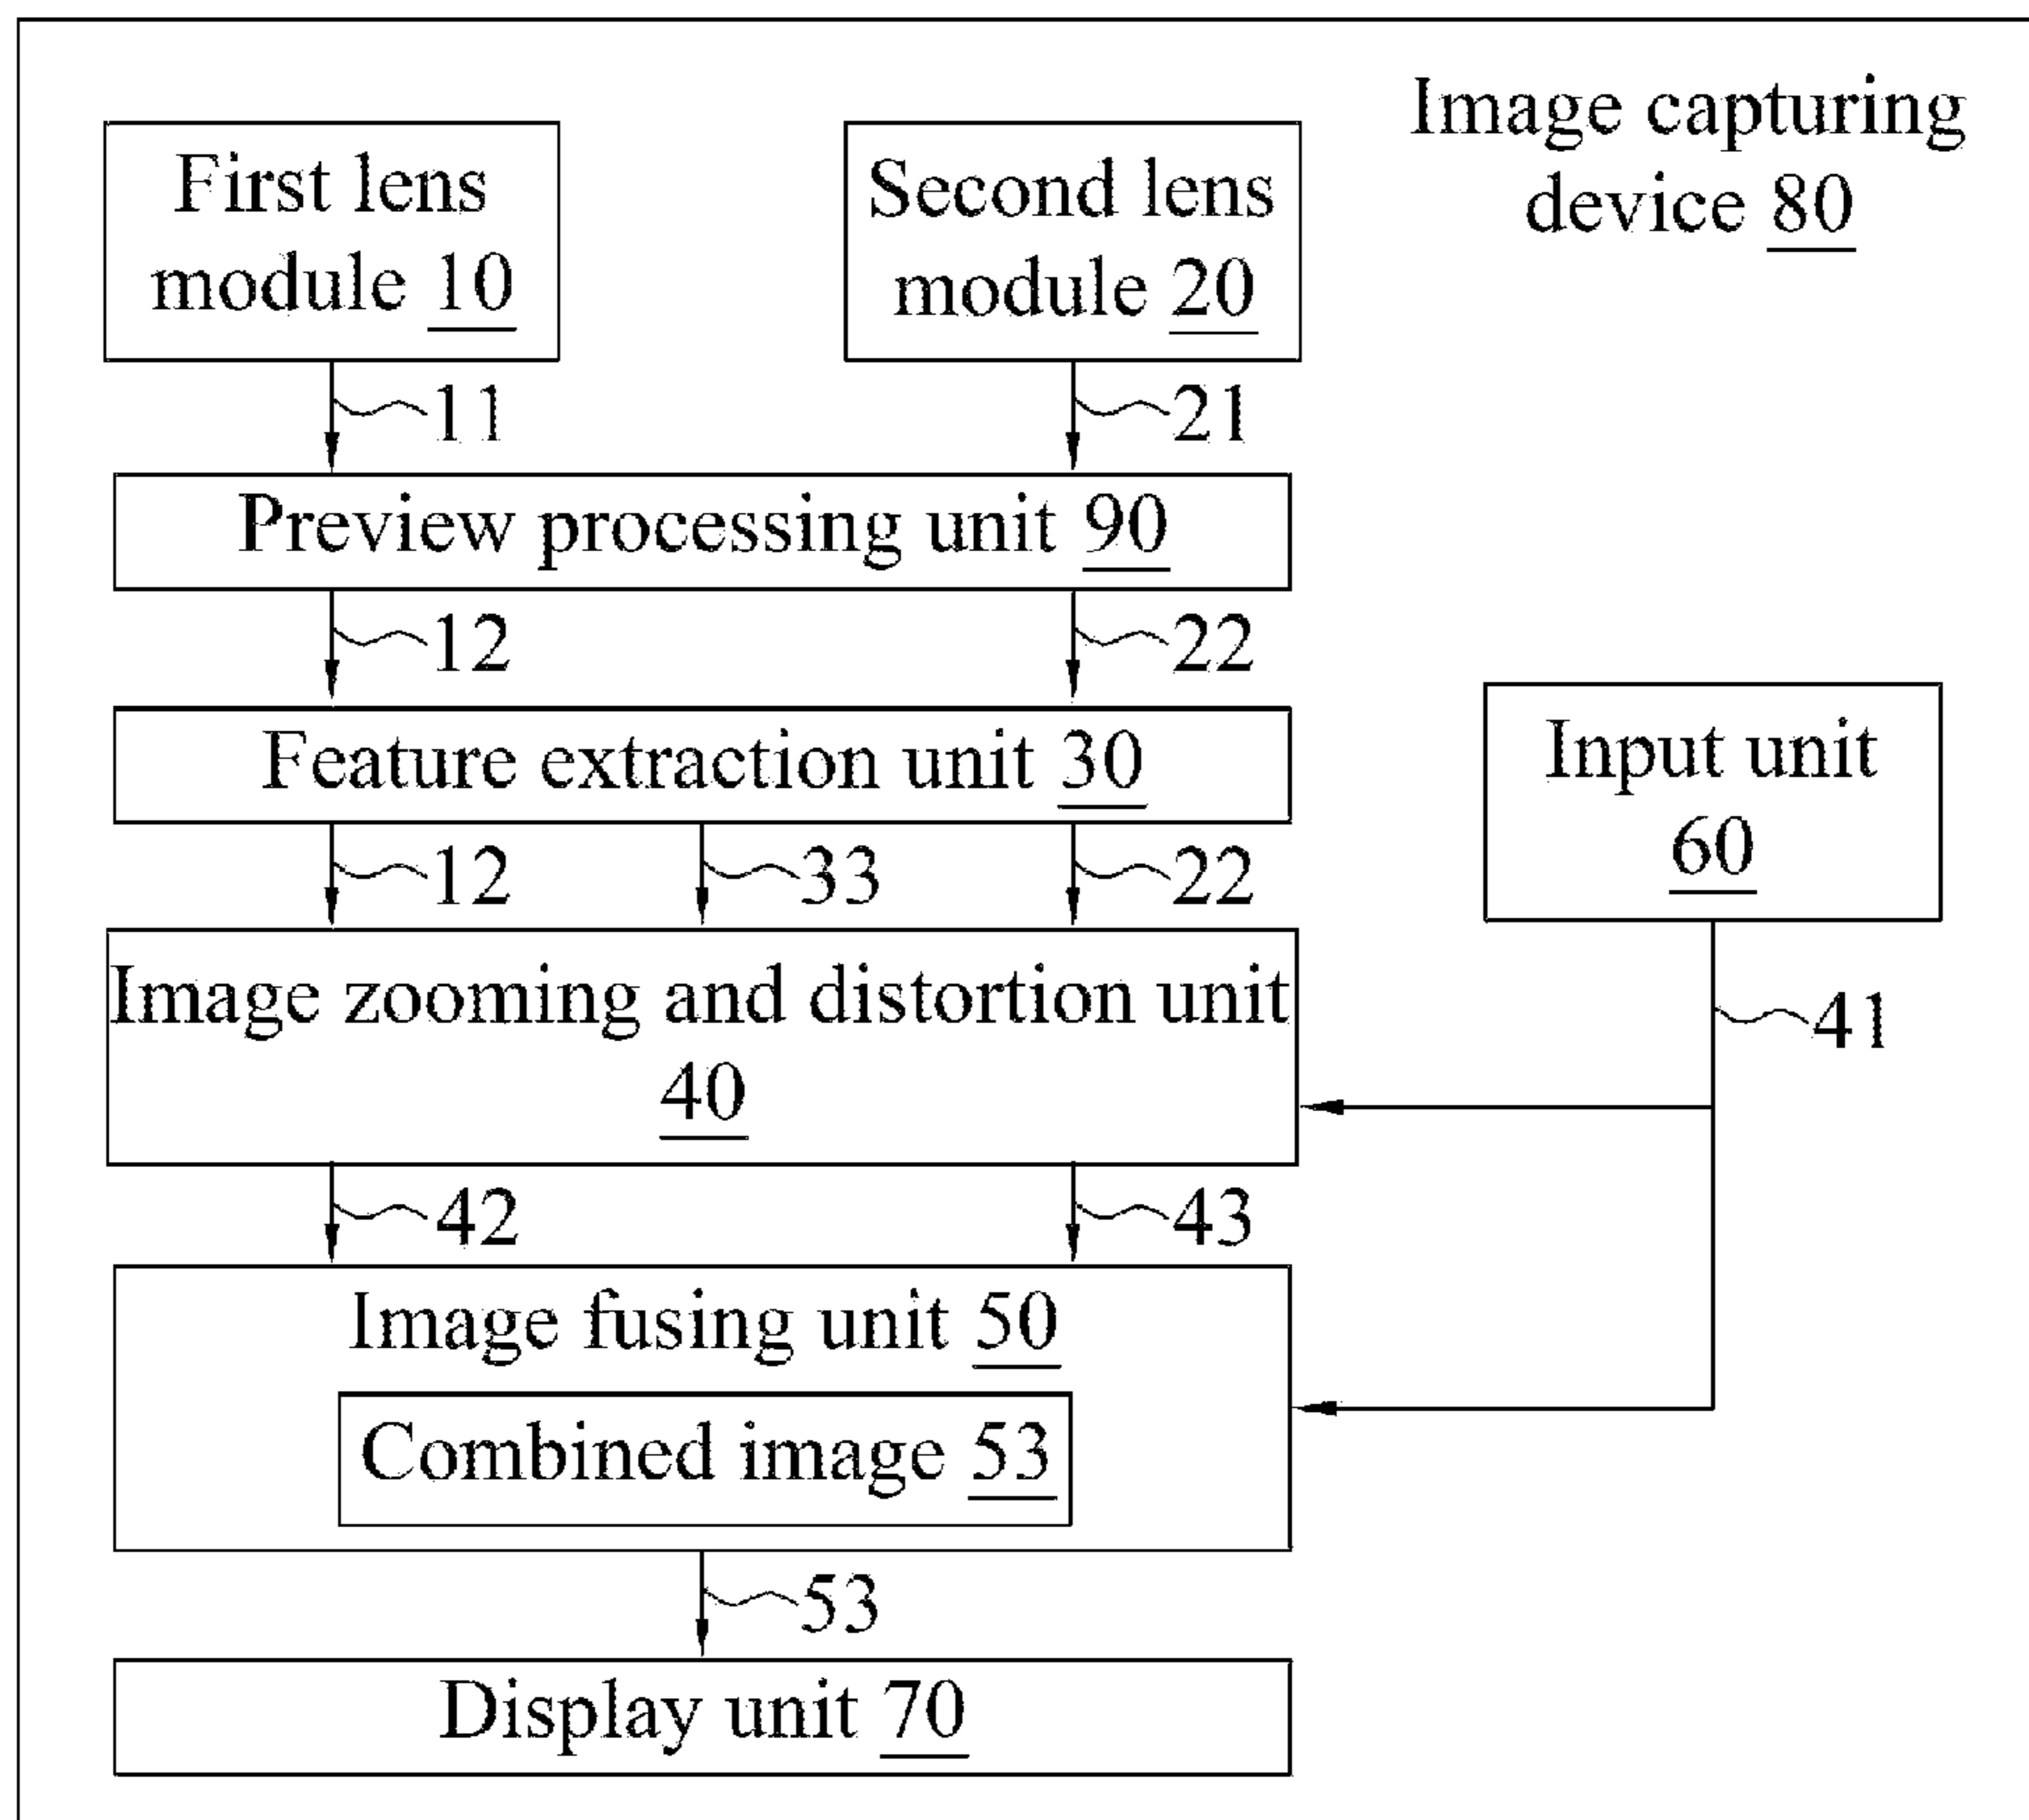 Image capturing
device 80
First lens
module 10
Second lens
module 20
11
21
Preview processing unit 90
12
22
Feature extraction unit 30
Input unit
60
12
33
22
Image zooming and distortion unit
40
41
42
43
Image fusing unit 50
Combined image 53
53
Display unit 70